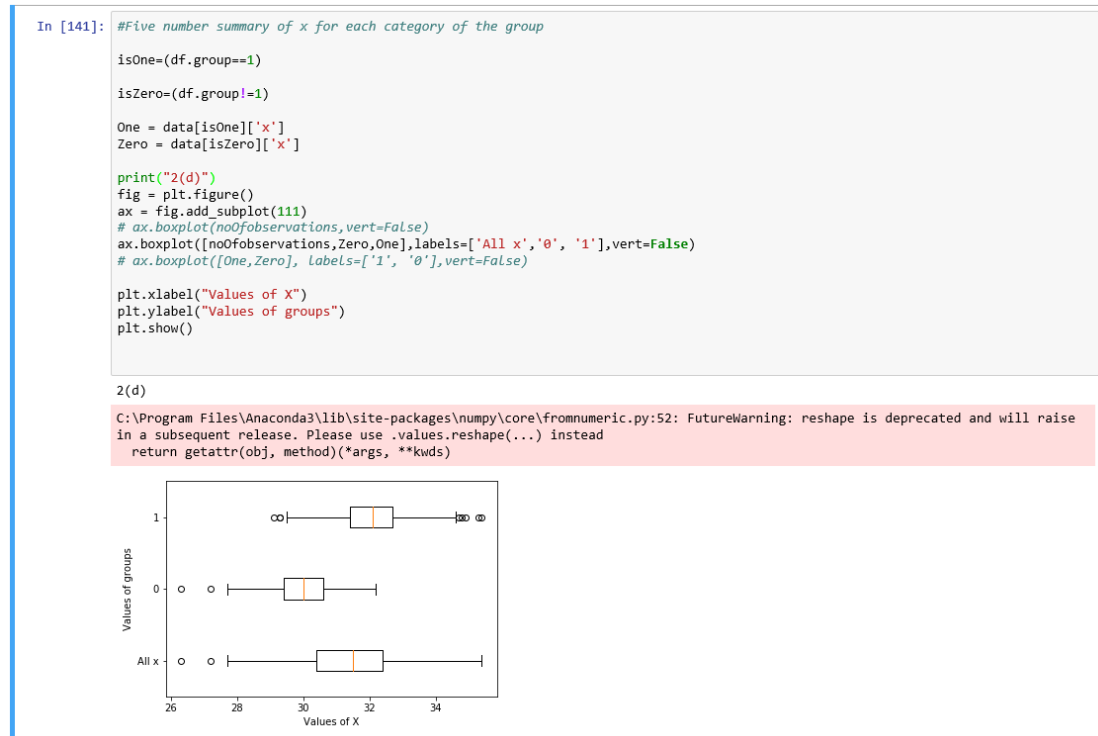 In [141]: #Five number summary of x for each category of the group
isOne=(df.group==1)
isZero=(df.group!=1)
One = data[isOne]['x']
Zero = data[isZero]['x']
print("2(d)")
fig = plt.figure()
ax = fig.add_subplot(111)
# ax.boxplot(noOfobservations,vert=False)
ax.boxplot([noOfobservations,Zero,One],labels=['All x','0', '1'],vert=False)
# ax.boxplot([One,Zero], labels=['1', '0'],vert=False)
plt.xlabel("Values of X")
plt.ylabel("Values of groups")
plt.show()
2(d)
C:\Program Files\Anaconda3\lib\site-packages\numpy\core\fromnumeric.py:52: FutureWarning: reshape is deprecated and will raise
in a subsequent release. Please use .values.reshape(...) instead
return getattr(obj, method)(*args, **kwds)
1
0
All x
Values of groups
26 28 30 32 34
Values of X